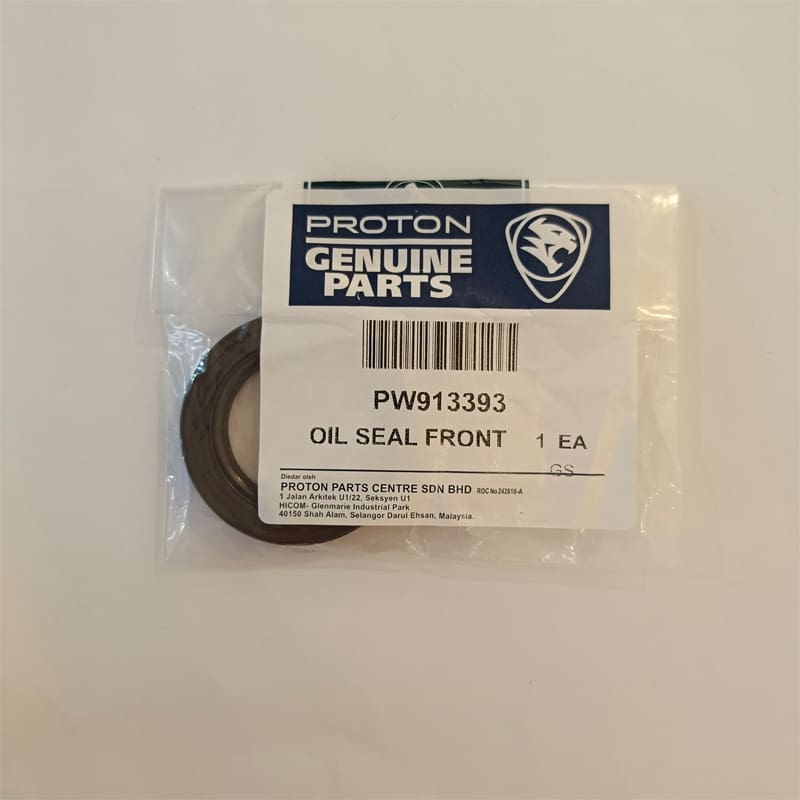 PROTON
GENUINE
PARTS
PW913393
OIL SEAL FRONT 1 EA
GS
Diedar oleh
PROTON PARTS CENTRE SDN BHD ROC No 242610-A
1 Jalan Arkitek U1/22, Seksyen U1
HICOM- Glenmarie Industrial Park
40150 Shah Alam, Selangor Darul Ehsan, Malaysia.